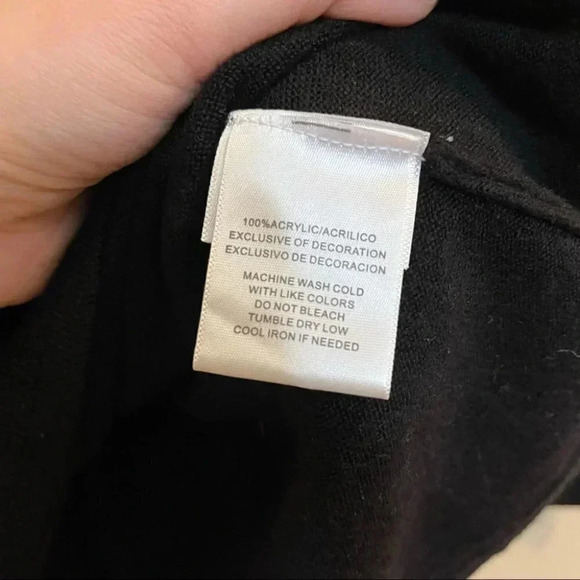 100%ACRYLIC/ACRILICO
EXCLUSIVE OF DECORATION
EXCLUSIVO DE DECORACION
MACHINE WASH COLD
WITH LIKE COLORS
DO NOT BLEACH
TUMBLE DRY LOW
COOL IRON IF NEEDED